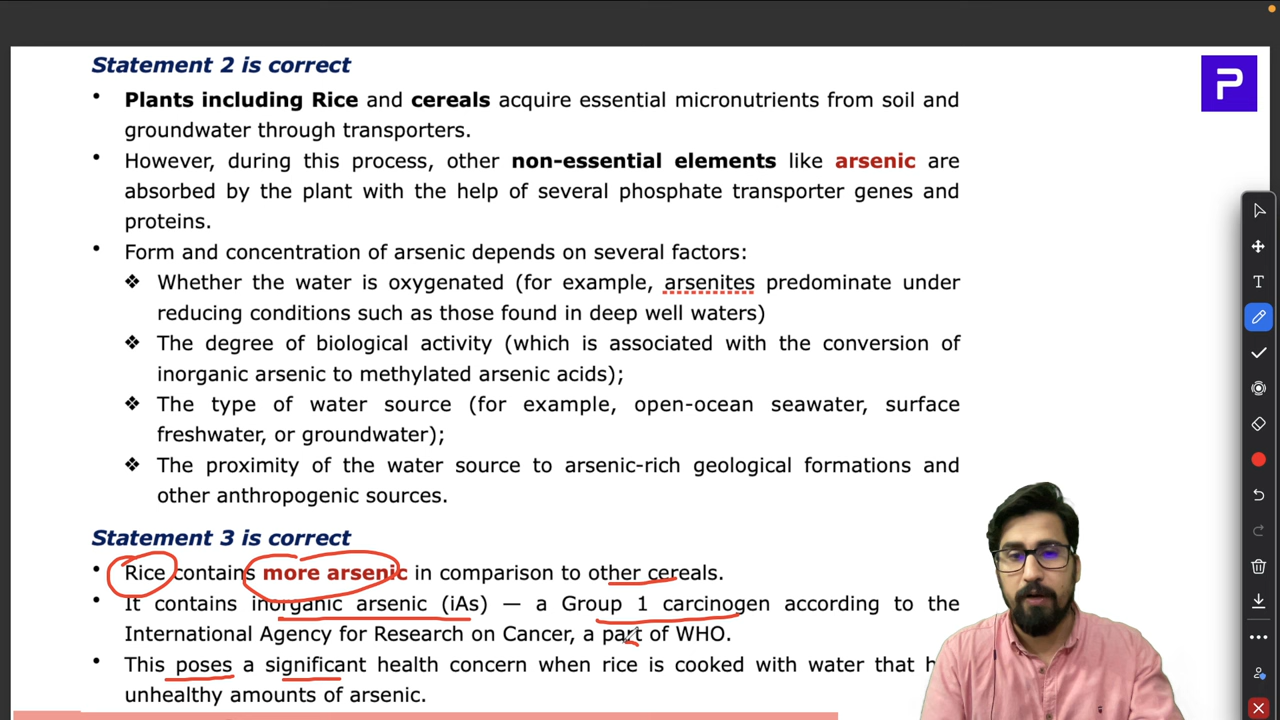 Statement 2 is correct
• Plants including Rice and cereals acquire essential micronutrients from soil and
groundwater through transporters.
• However, during this process, other non-essential elements like arsenic are
absorbed by the plant with the help of several phosphate transporter genes and
proteins.
• Form and concentration of arsenic depends on several factors:
❖ Whether the water is oxygenated (for example, arsenites predominate under
reducing conditions such as those found in deep well waters)
❖ The degree of biological activity (which is associated with the conversion of
inorganic arsenic to methylated arsenic acids);
❖ The type of water source (for example, open-ocean seawater, surface
freshwater, or groundwater);
❖ The proximity of the water source to arsenic-rich geological formations and
other anthropogenic sources.
Statement 3 is correct
• Rice contains more arsenic in comparison to other cereals.
• It contains inorganic arsenic (iAs) — a Group 1 carcinogen according to the
International Agency for Research on Cancer, a part of WHO.
• This poses a significant health concern when rice is cooked with water that
unhealthy amounts of arsenic.
P
T